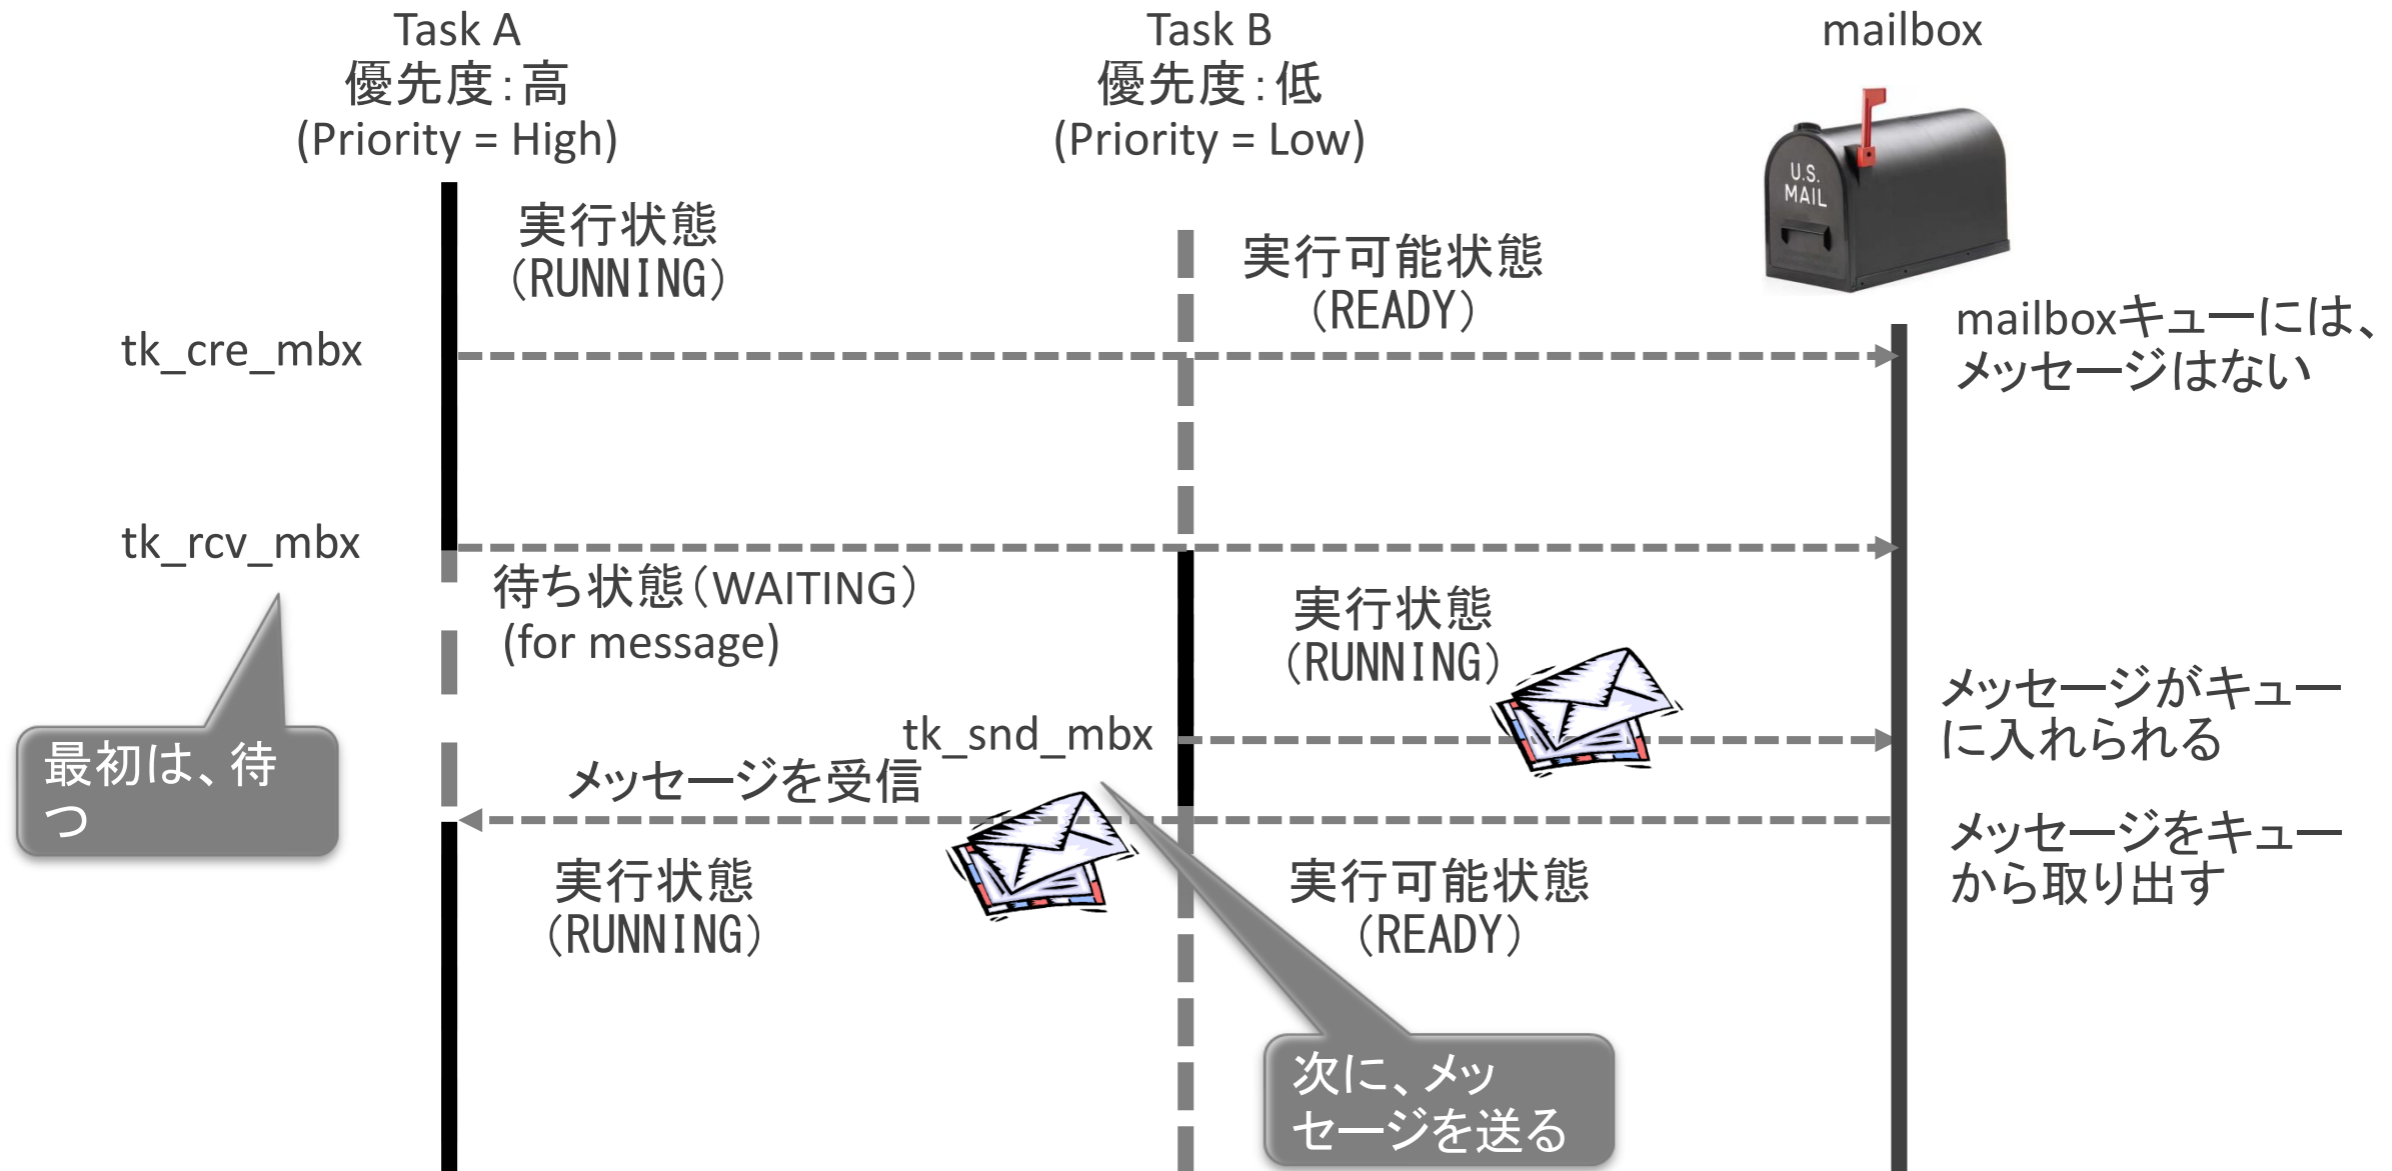 Task A
優先度：高
(Priority = High)
Task B
優先度：低
(Priority = Low)
mailbox
U.S.
MAIL
実行状態
（RUNNING）
実行可能状態
（READY）
tk_cre_mbx
mailboxキューには、
メッセージはない
tk_rcv_mbx
待ち状態（WAITING）
(for message)
実行状態
（RUNNING）
最初は、待
つ
tk_snd_mbx
メッセージがキュー
に入れられる
メッセージを受信
メッセージをキュー
から取り出す
実行状態
（RUNNING）
実行可能状態
（READY）
次に、メッ
セージを送る